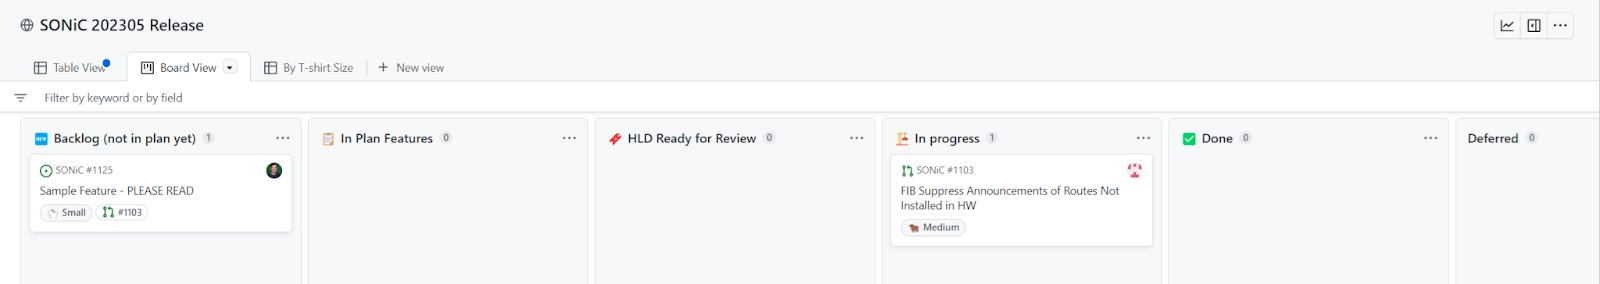 SONiC 202305 Release
Table View
Board View
By T-shirt Size
New view
Filter by keyword or by field
NEW Backlog (not in plan yet) 1
SONiC #1125
Sample Feature - PLEASE READ
Small #1103
In Plan Features 0
HLD Ready for Review 0
In progress 1
SONiC #1103
FIB Suppress Announcements of Routes Not
Installed in HW
Medium
Done 0
Deferred 0